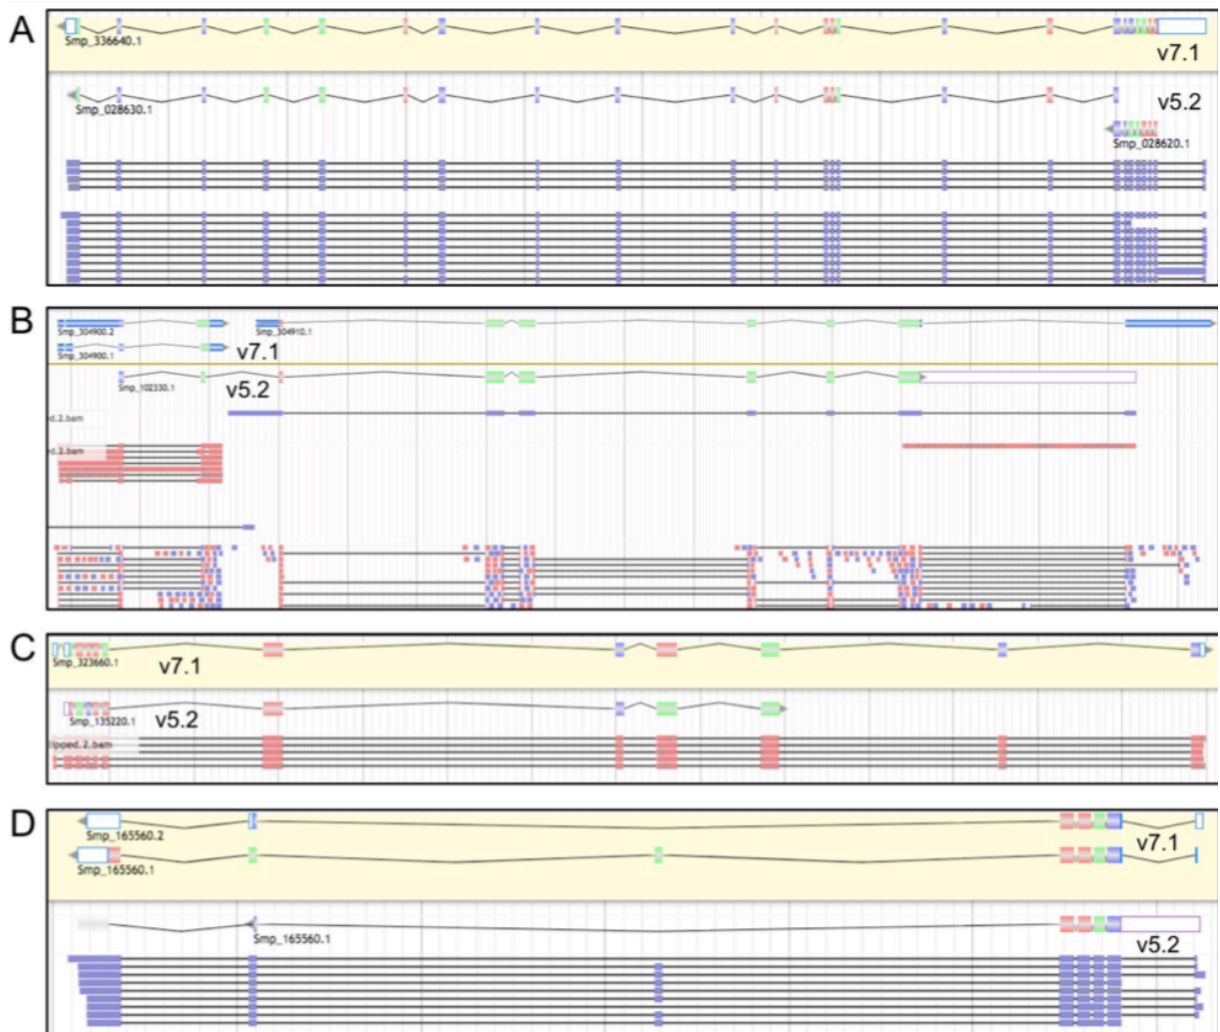 A
Smp_336640.1
v7.1
Smp_028630.1
v5.2
Smp_028620.1
B
Smp_304900.2
Smp_304910.1
Smp_304900.1
v7.1
Smp_102330.1
v5.2
d.2.bam
d.2.bam
C
Smp_323660.1
v7.1
Smp_135220.1
v5.2
ipped.2.bam
D
Smp_165560.2
v7.1
Smp_165560.1
Smp_165560.1
v5.2